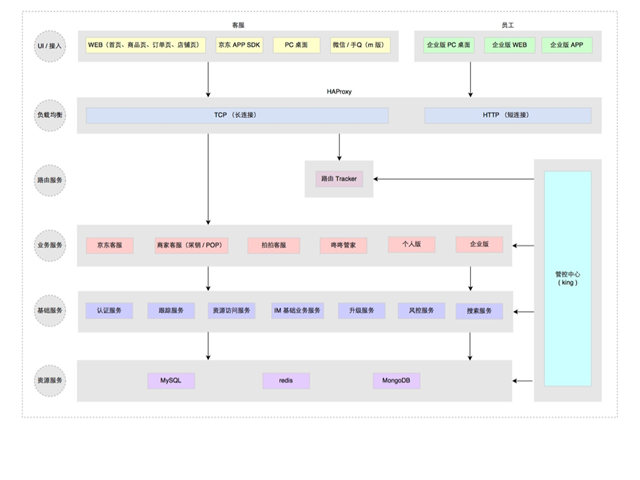 客服
员工
UI / 接入
WEB（首页、商品页、订单页、店铺页）
京东 APP SDK
PC 桌面
微信 / 手Q（m 版）
企业版 PC 桌面
企业版 WEB
企业版 APP
HAProxy
负载均衡
TCP （长连接）
HTTP （短连接）
路由服务
路由 Tracker
业务服务
京东客服
商家客服（采销 / POP）
拍拍客服
咚咚管家
个人版
企业版
管控中心
( king )
基础服务
认证服务
跟踪服务
资源访问服务
IM 基础业务服务
升级服务
风控服务
搜索服务
资源服务
MySQL
redis
MongoDB